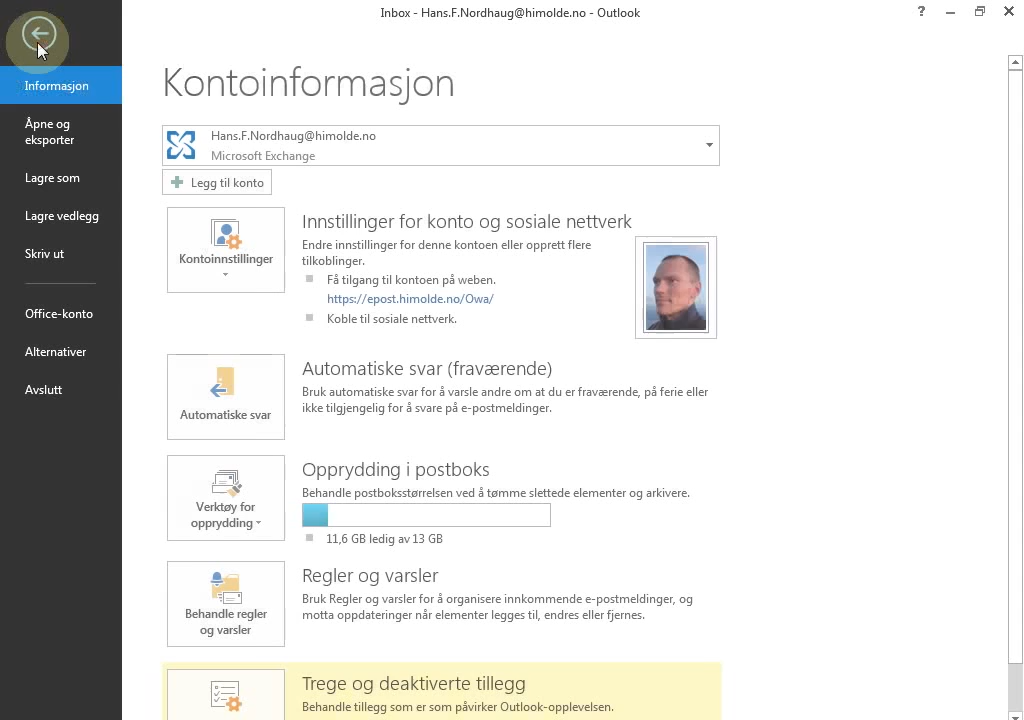 Inbox - Hans.F.Nordhaug@himolde.no - Outlook
?
Informasjon
Åpne og
eksporter
Lagre som
Lagre vedlegg
Skriv ut
Office-konto
Alternativer
Avslutt
Kontoinformasjon
Hans.F.Nordhaug@himolde.no
Microsoft Exchange
Legg til konto
Kontoinnstillinger
Innstillinger for konto og sosiale nettverk
Endre innstillinger for denne kontoen eller opprett flere
tilkoblinger.
Få tilgang til kontoen på weben.
https://epost.himolde.no/Owa/
Koble til sosiale nettverk.
Automatiske svar
Automatiske svar (fraværende)
Bruk automatiske svar for å varsle andre om at du er fraværende, på ferie eller
ikke tilgjengelig for å svare på e-postmeldinger.
Verktøy for
opprydding
Opprydding i postboks
Behandle postboksstørrelsen ved å tømme slettede elementer og arkivere.
11,6 GB ledig av 13 GB
Behandle regler
og varsler
Regler og varsler
Bruk Regler og varsler for å organisere innkommende e-postmeldinger, og
motta oppdateringer når elementer legges til, endres eller fjernes.
Trege og deaktiverte tillegg
Behandle tillegg som er som påvirker Outlook-opplevelsen.